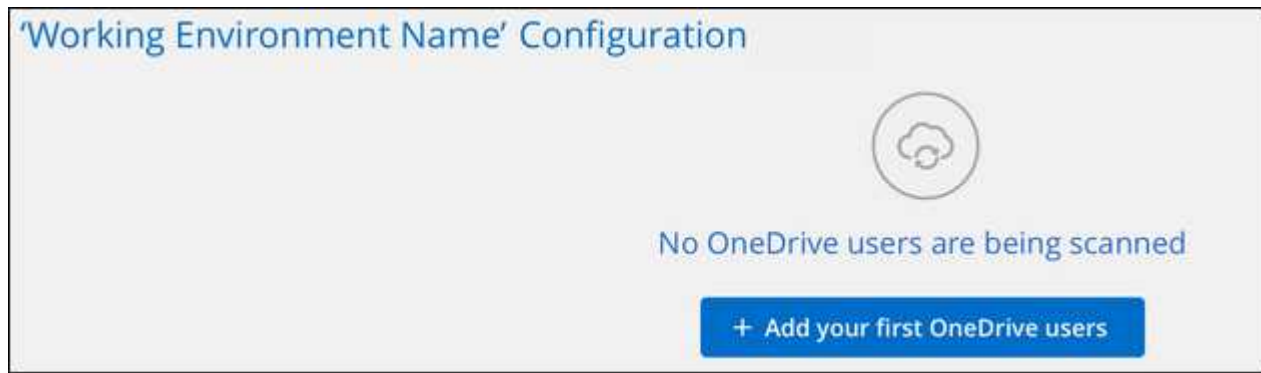 ‘Working Environment Name’ Configuration
No OneDrive users are being scanned
+ Add your first OneDrive users